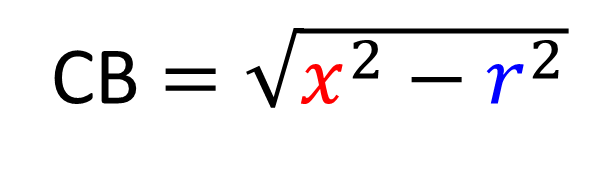 CB = √(x² − r²)